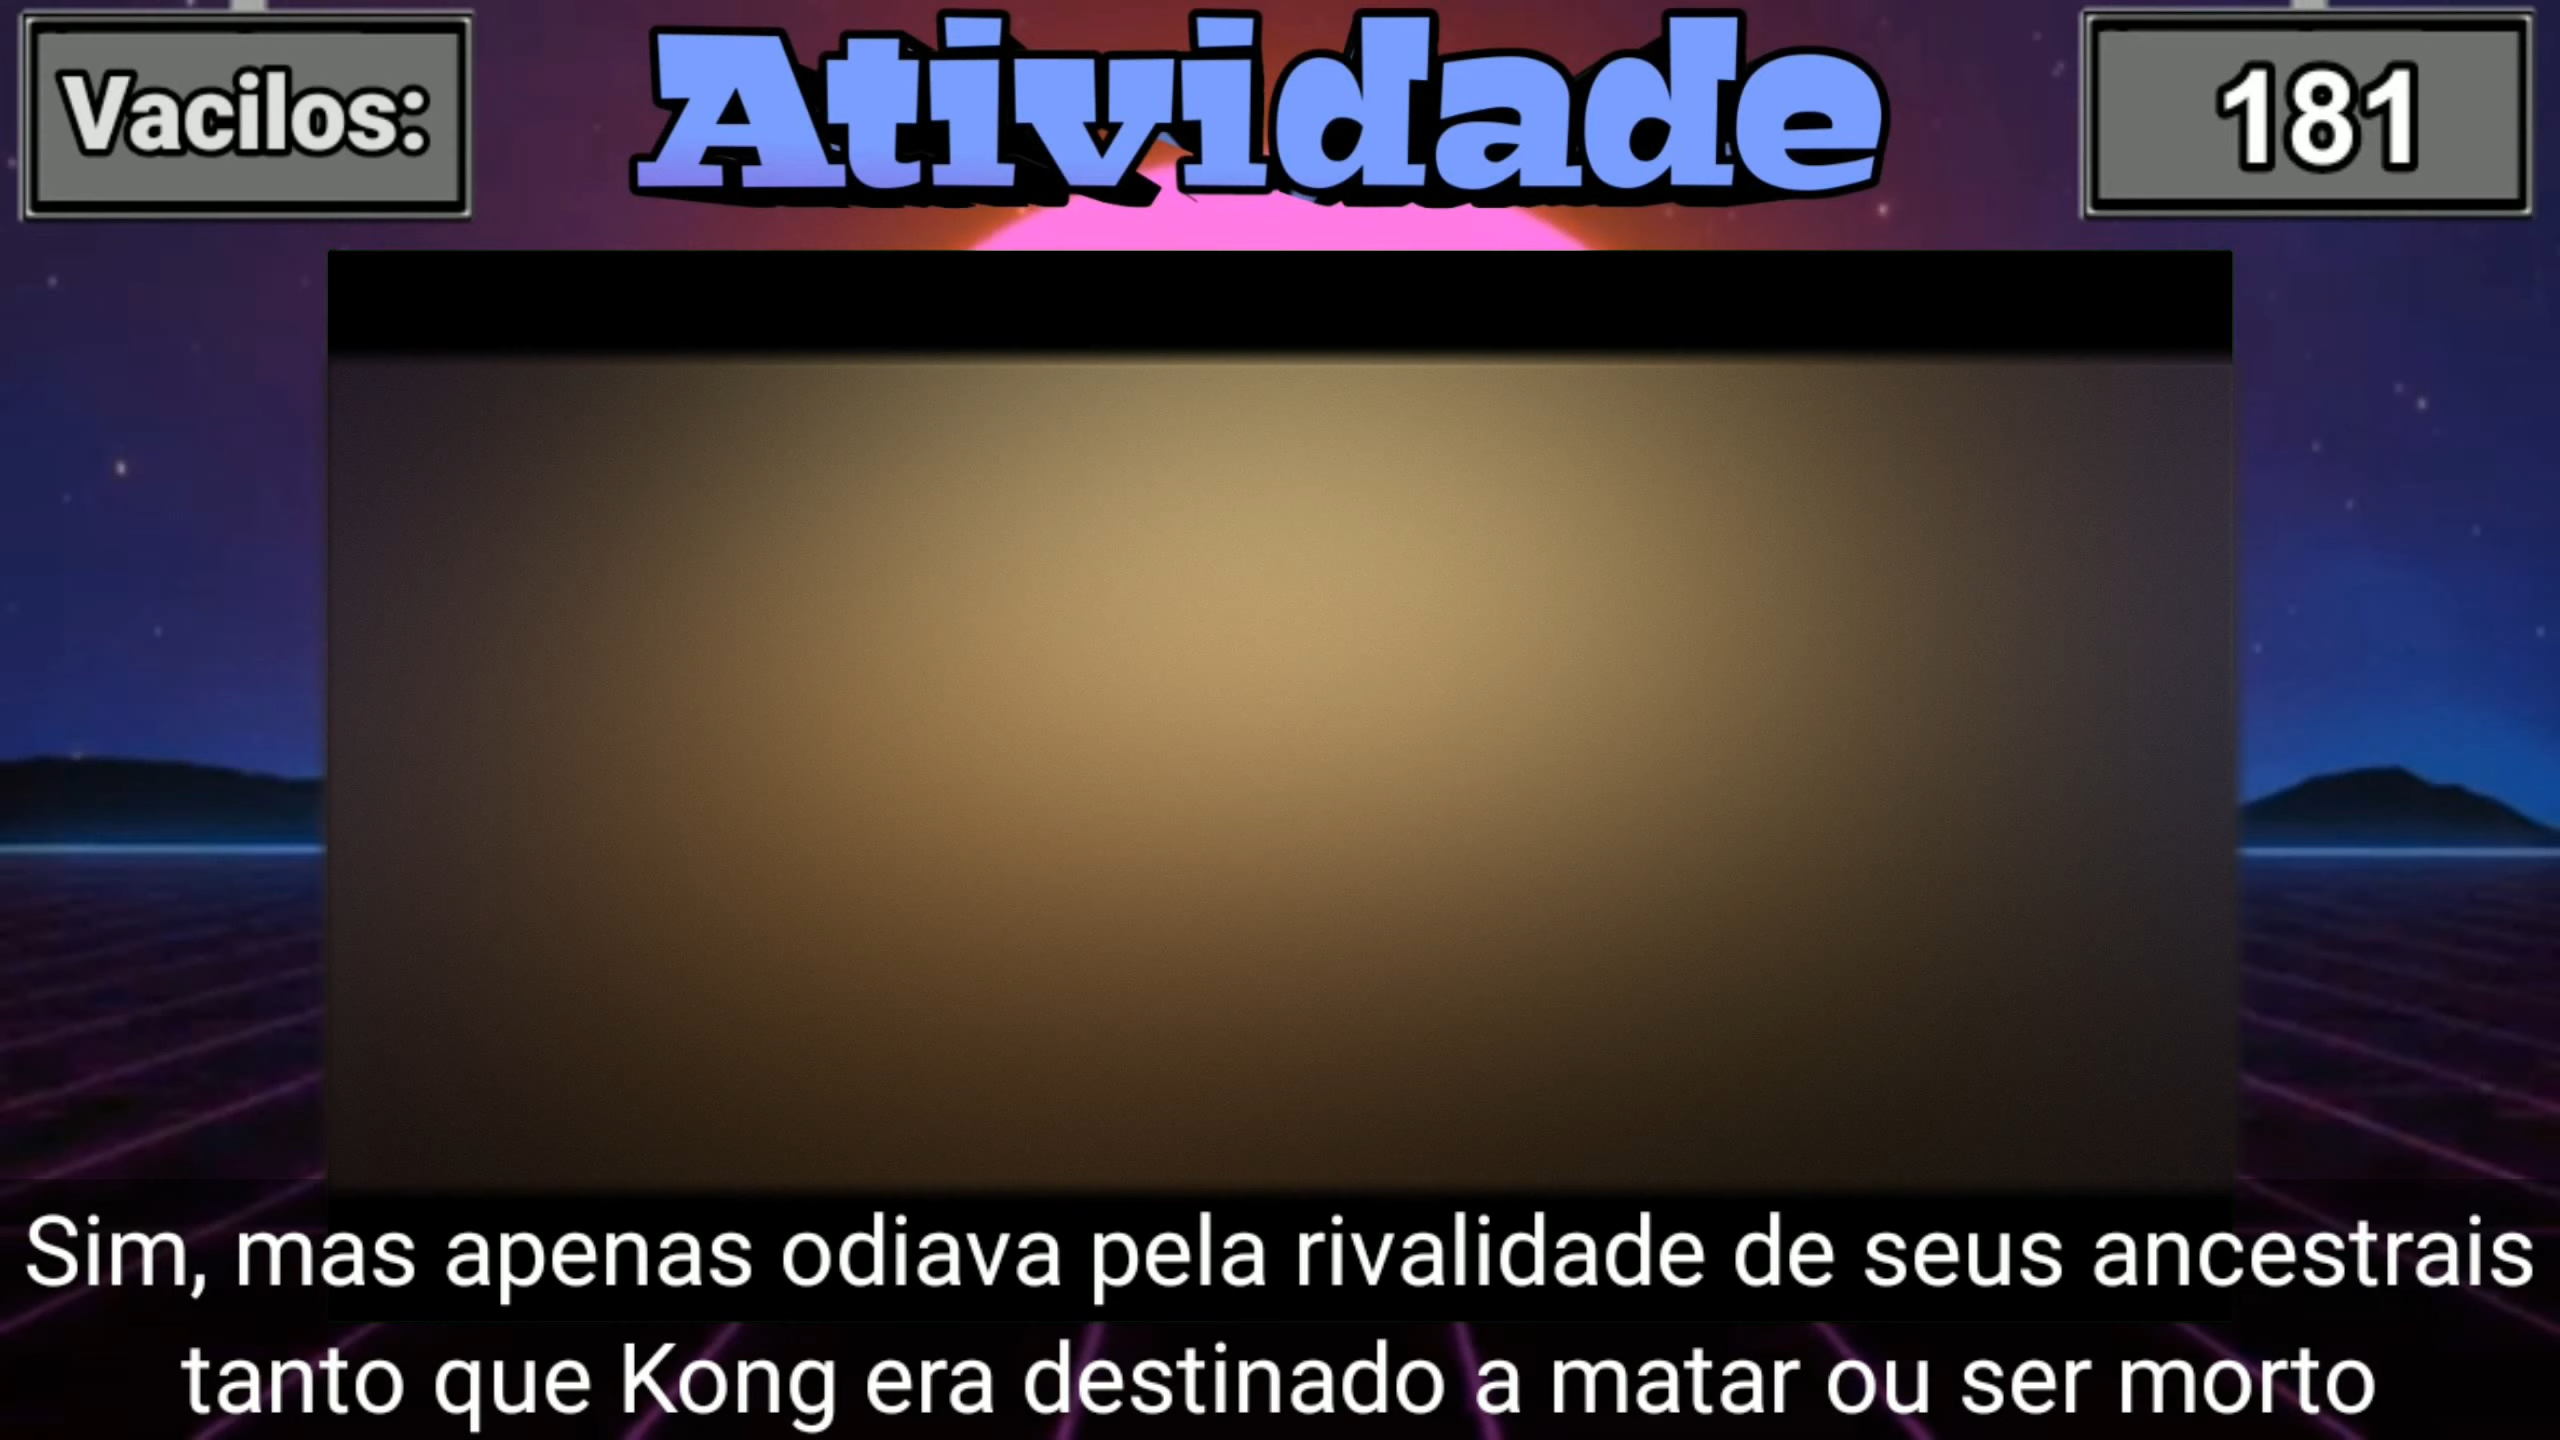 Vacilos:
Atividade
181
Sim, mas apenas odiava pela rivalidade de seus ancestrais
tanto que Kong era destinado a matar ou ser morto